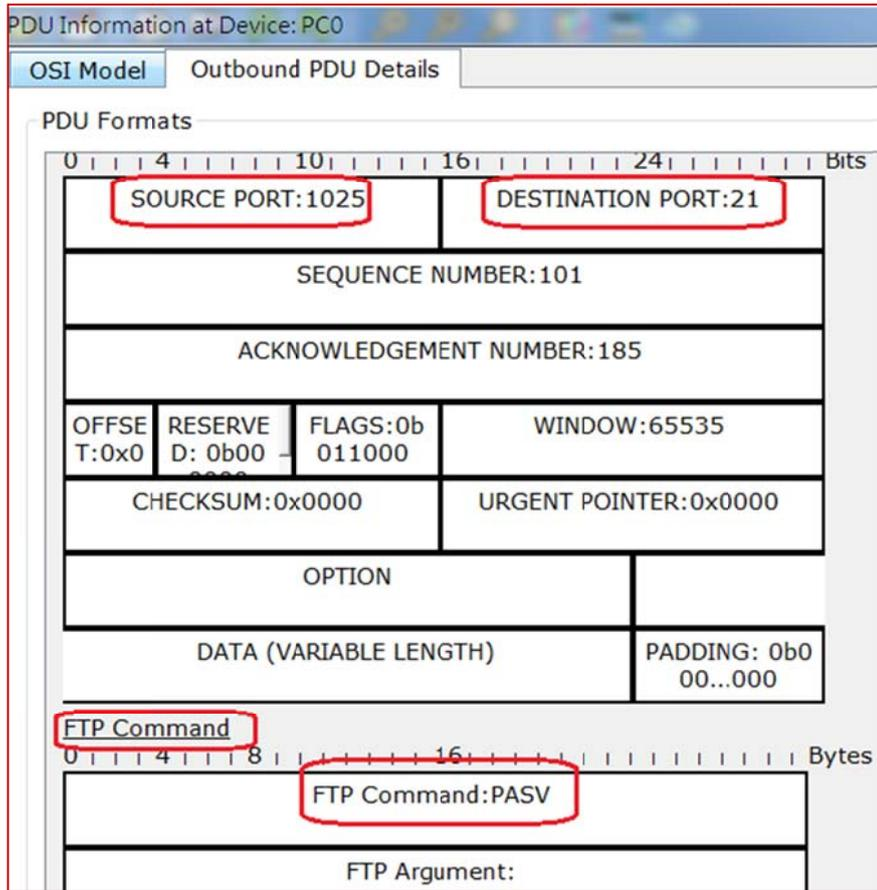 PDU Information at Device: PC0
OSI Model
Outbound PDU Details
PDU Formats
0 4 10 16 24 Bits
SOURCE PORT:1025
DESTINATION PORT:21
SEQUENCE NUMBER:101
ACKNOWLEDGEMENT NUMBER:185
OFFSE
T:0x0
RESERVE
D: 0b00
FLAGS:0b
011000
WINDOW:65535
CHECKSUM:0x0000
URGENT POINTER:0x0000
OPTION
DATA (VARIABLE LENGTH)
PADDING: 0b0
00...000
FTP Command
0 4 8 16 Bytes
FTP Command:PASV
FTP Argument: